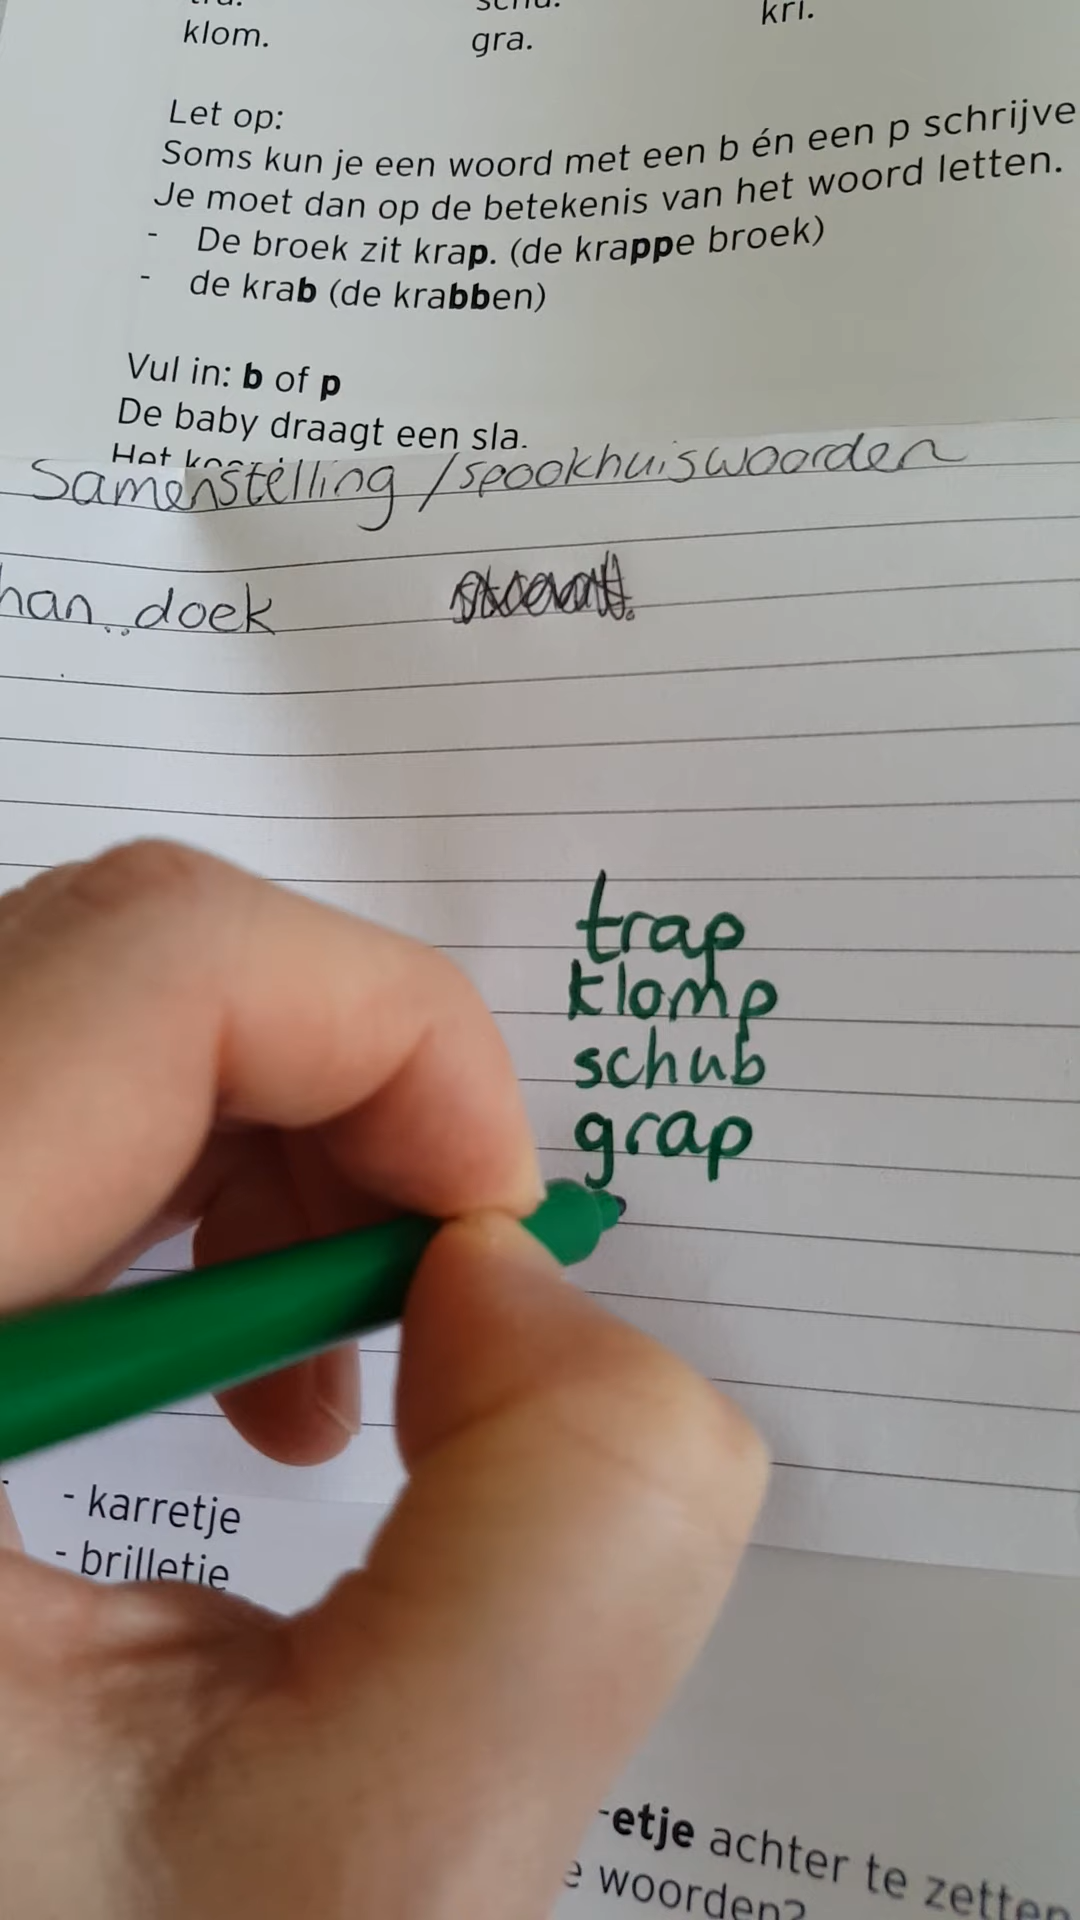 klom. gra. kri.
Let op:
Soms kun je een woord met een b én een p schrijve
Je moet dan op de betekenis van het woord letten.
- De broek zit krap. (de krappe broek)
- de krab (de krabben)
Vul in: b of p
De baby draagt een sla.
Het
Samenstelling / spookhuiswoorden
han..doek
trap
klomp
schub
grap
- karretje
- brilletje
-etje achter te zetten
e woorden?